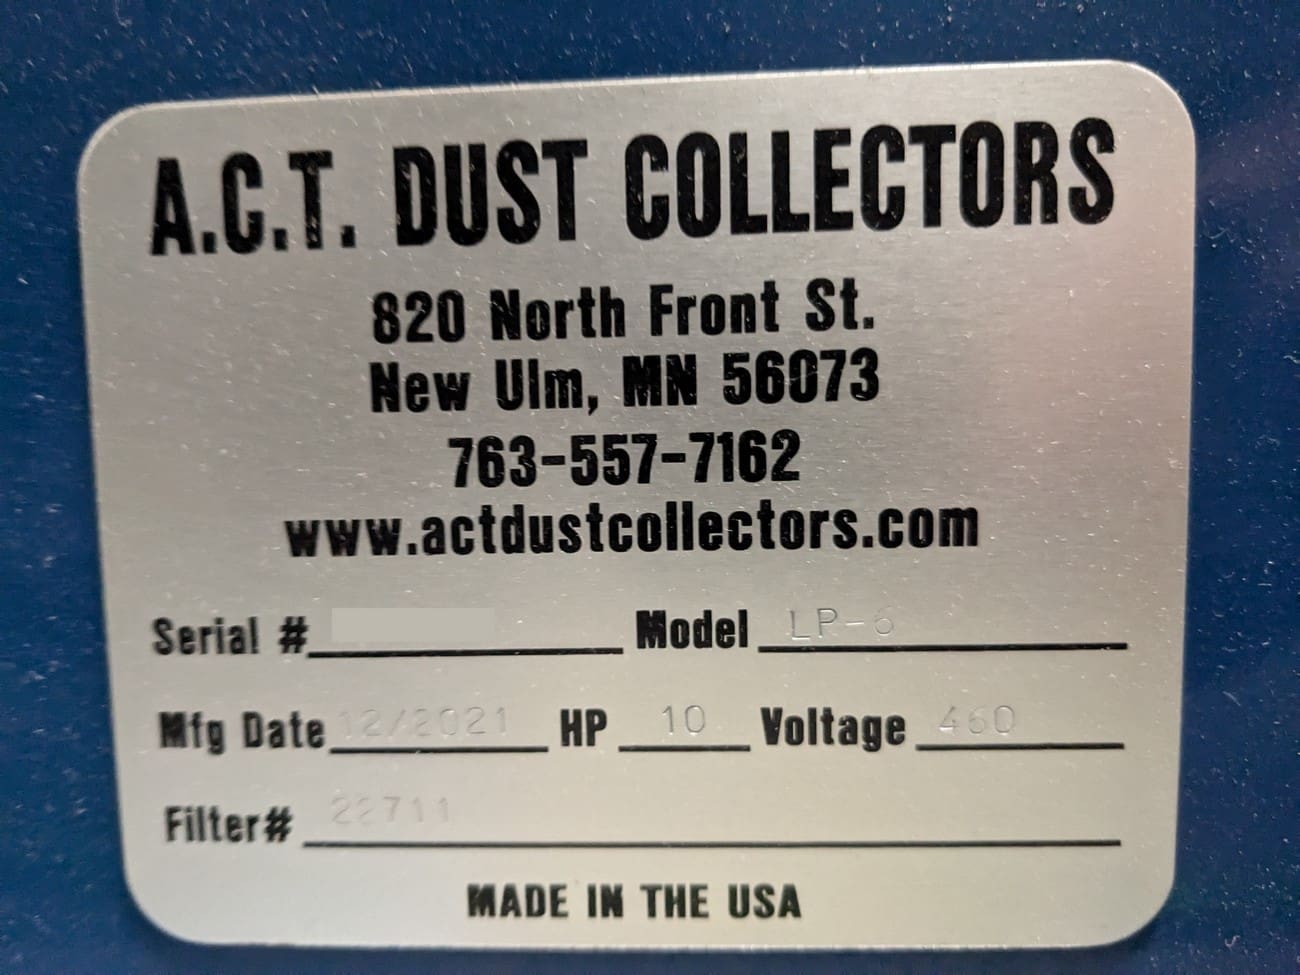 A.C.T. DUST COLLECTORS
820 North Front St.
New Ulm, MN 56073
763-557-7162
www.actdustcollectors.com
Serial # Model LP-6
Mfg Date 12/2021 HP 10 Voltage 460
Filter# 22711
MADE IN THE USA